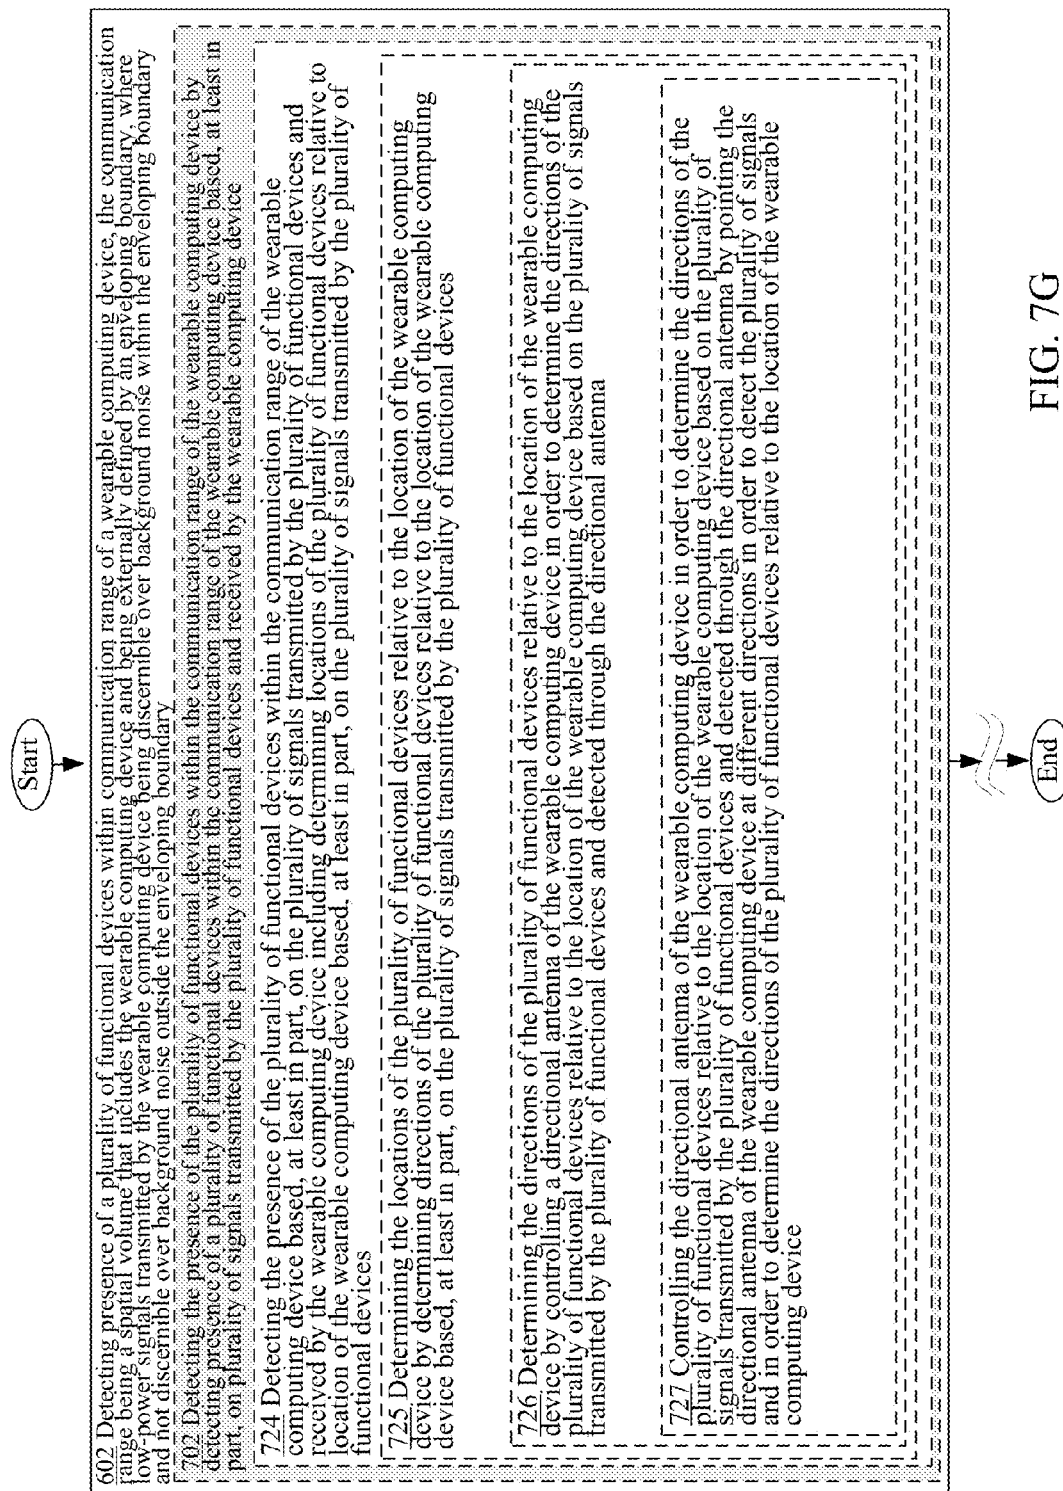 Start
602 Detecting presence of a plurality of functional devices within communication range of a wearable computing device, the communication
range being a spatial volume that includes the wearable computing device and being externally defined by an enveloping boundary, where
low-power signals transmitted by the wearable computing device being discernible over background noise within the enveloping boundary
and not discernible over background noise outside the enveloping boundary
702 Detecting the presence of the plurality of functional devices within the communication range of the wearable computing device by
detecting presence of a plurality of functional devices within the communication range of the wearable computing device based, at least in
part, on plurality of signals transmitted by the plurality of functional devices and received by the wearable computing device
724 Detecting the presence of the plurality of functional devices within the communication range of the wearable
computing device based, at least in part, on the plurality of signals transmitted by the plurality of functional devices and
received by the wearable computing device including determining locations of the plurality of functional devices relative to
location of the wearable computing device based, at least in part, on the plurality of signals transmitted by the plurality of
functional devices
725 Determining the locations of the plurality of functional devices relative to the location of the wearable computing
device by determining directions of the plurality of functional devices relative to the location of the wearable computing
device based, at least in part, on the plurality of signals transmitted by the plurality of functional devices
726 Determining the directions of the plurality of functional devices relative to the location of the wearable computing
device by controlling a directional antenna of the wearable computing device in order to determine the directions of the
plurality of functional devices relative to the location of the wearable computing device based on the plurality of signals
transmitted by the plurality of functional devices and detected through the directional antenna
727 Controlling the directional antenna of the wearable computing device in order to determine the directions of the
plurality of functional devices relative to the location of the wearable computing device based on the plurality of
signals transmitted by the plurality of functional devices and detected through the directional antenna by pointing the
directional antenna of the wearable computing device at different directions in order to detect the plurality of signals
and in order to determine the directions of the plurality of functional devices relative to the location of the wearable
computing device
End
FIG. 7G